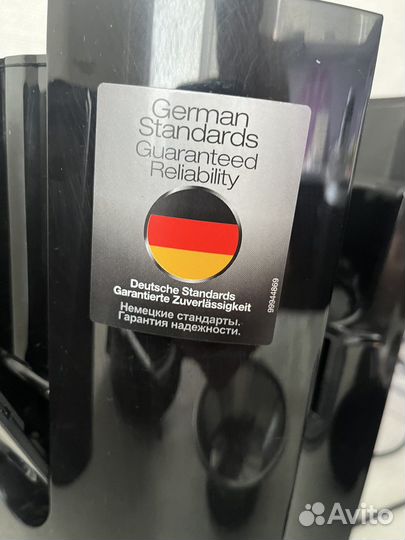 German
Standards
Guaranteed
Reliability
Deutsche Standards
Garantierte Zuverlässigkeit
Немецкие стандарты.
Гарантия надежности.
99944869
Avito